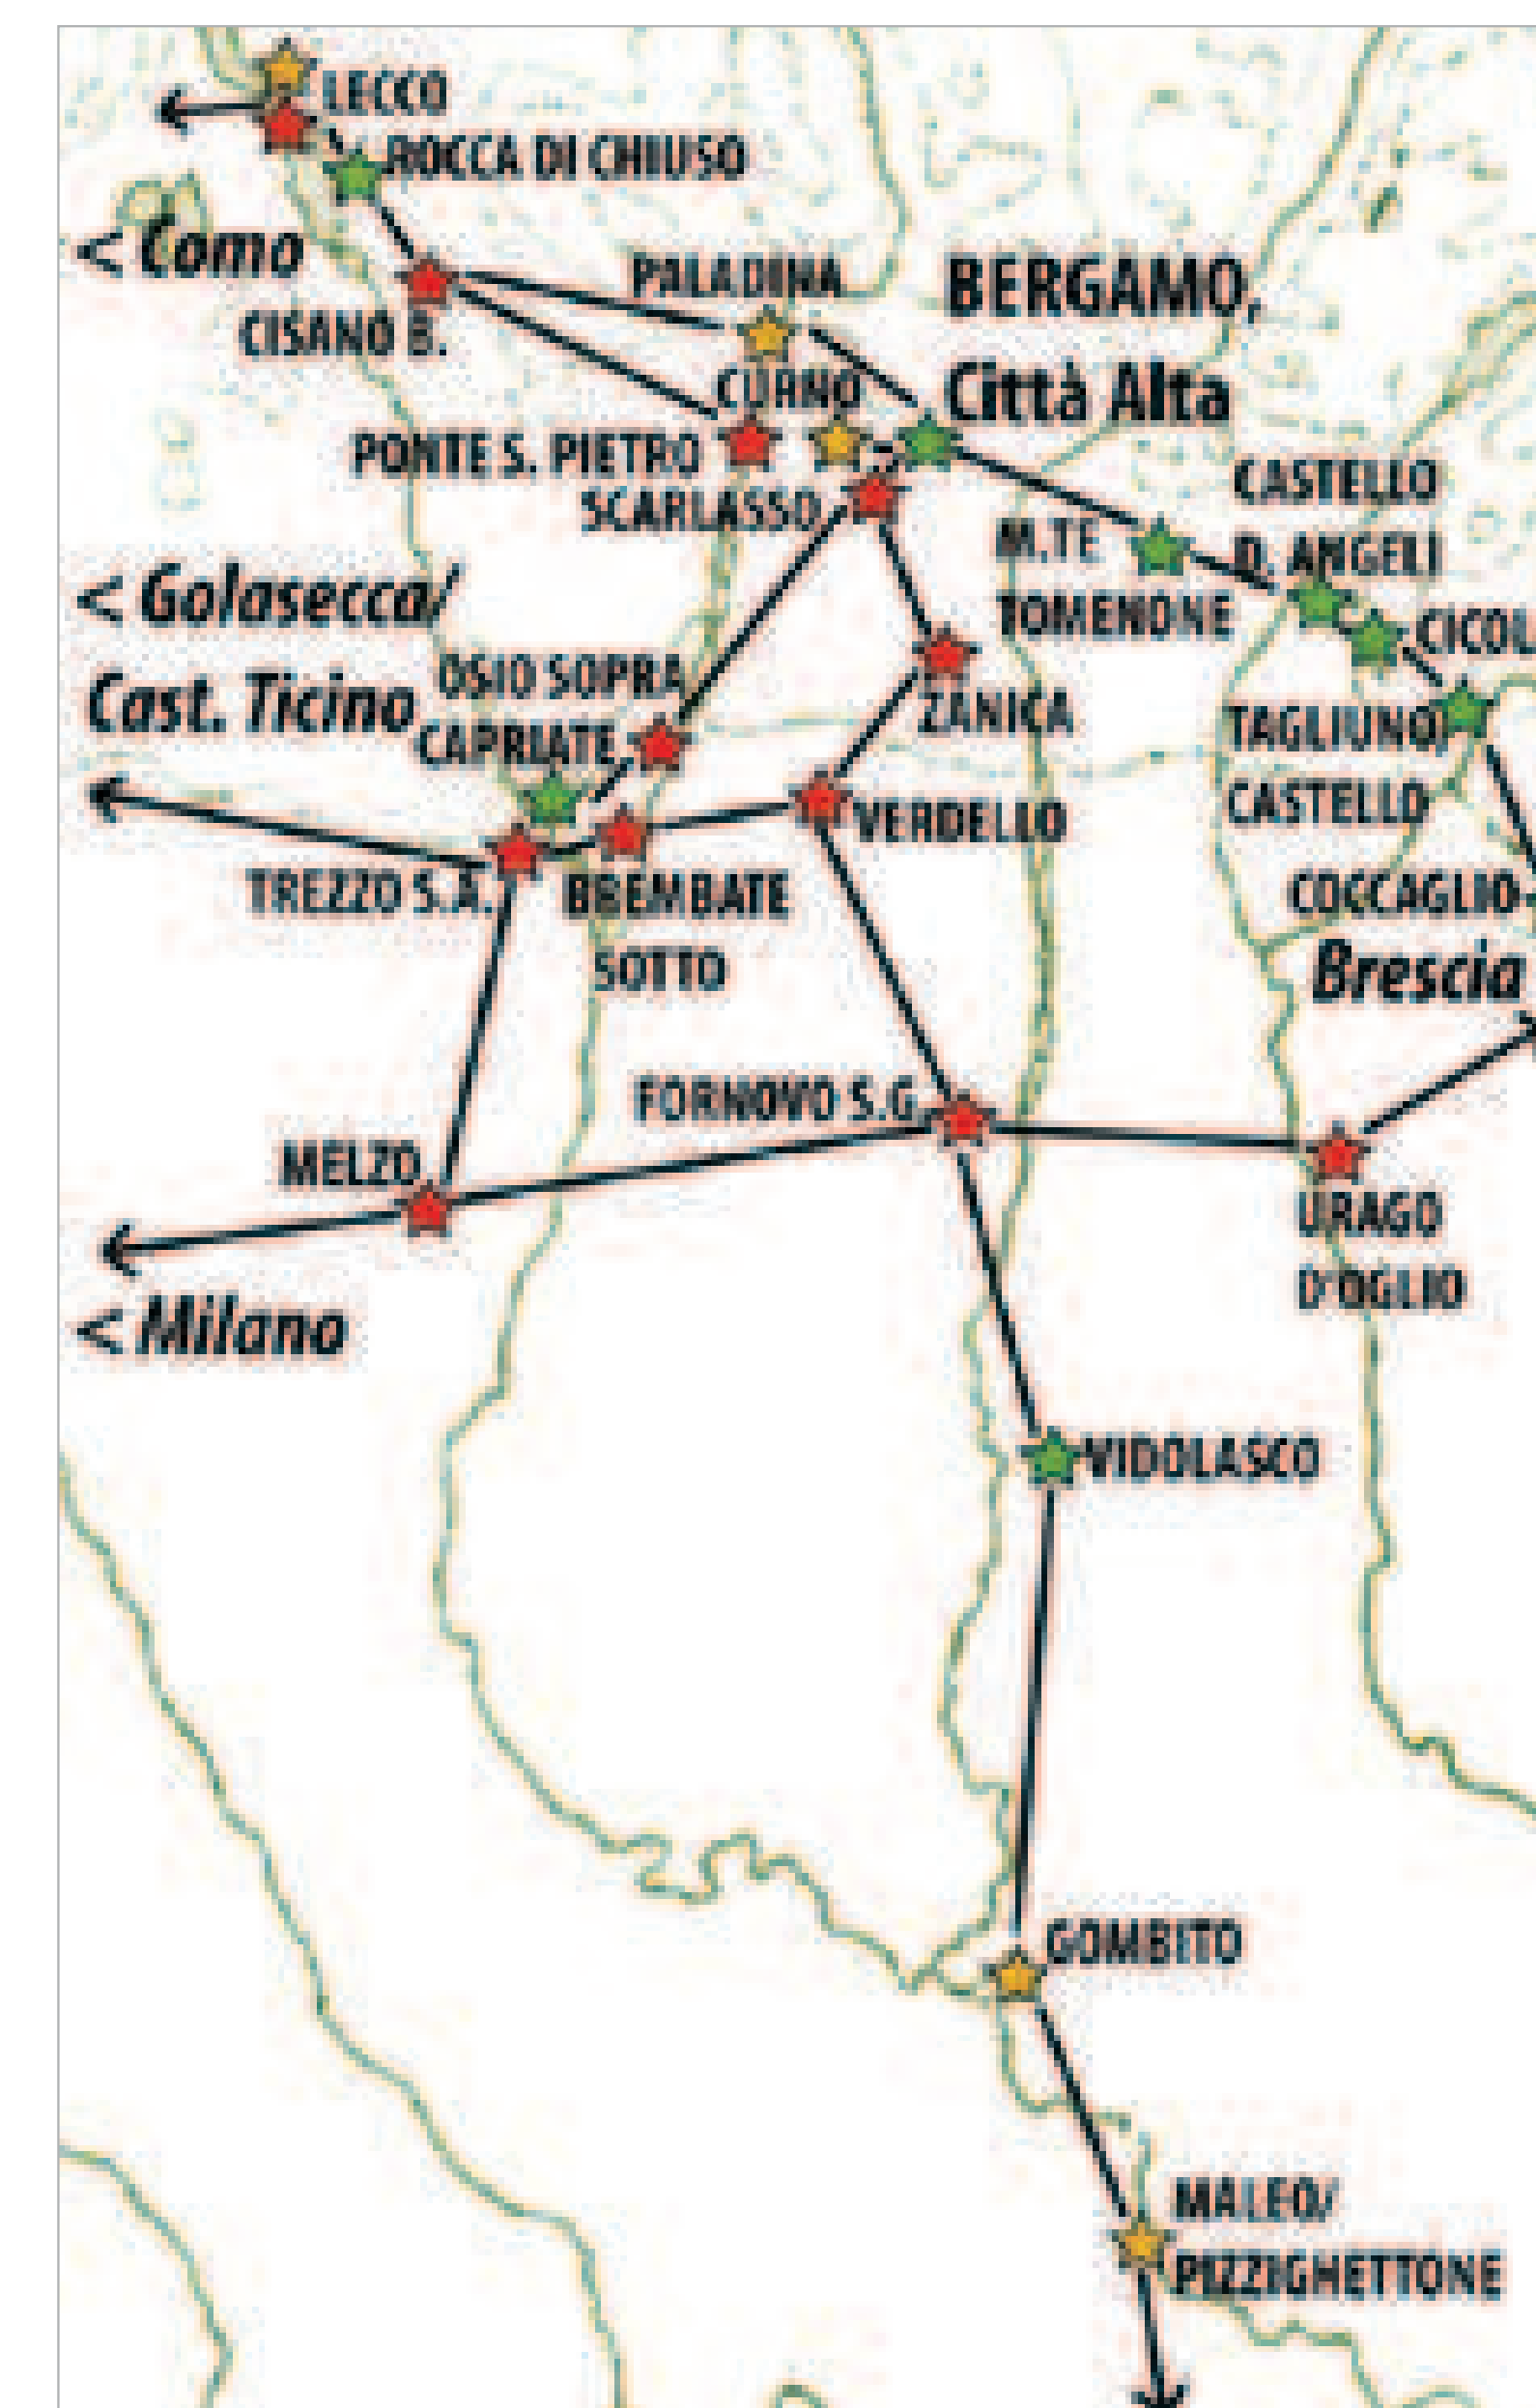 LECCO
ROCCA DI CHIUSO
< Como
PALADINA
BERGAMO,
CISANO B.
CURNO
Città Alta
PONTE S. PIETRO
SCARLASSO
CASTELLO
M.TE
D. ANGELI
< Golasecca/
TOMENONE
CICOL
OSIO SOPRA
Cast. Ticino
CAPRIATE
ZANICA
TAGLIUNO,
CASTELLO
VERDELLO
TREZZO S.A.
BREMBATE
SOTTO
COCCAGLIO
Brescia
FORNOVO S.G.
MELZO
URAGO
D'OGLIO
< Milano
VIDOLASCO
GOMBITO
MALEO/
PIZZIGHETTONE